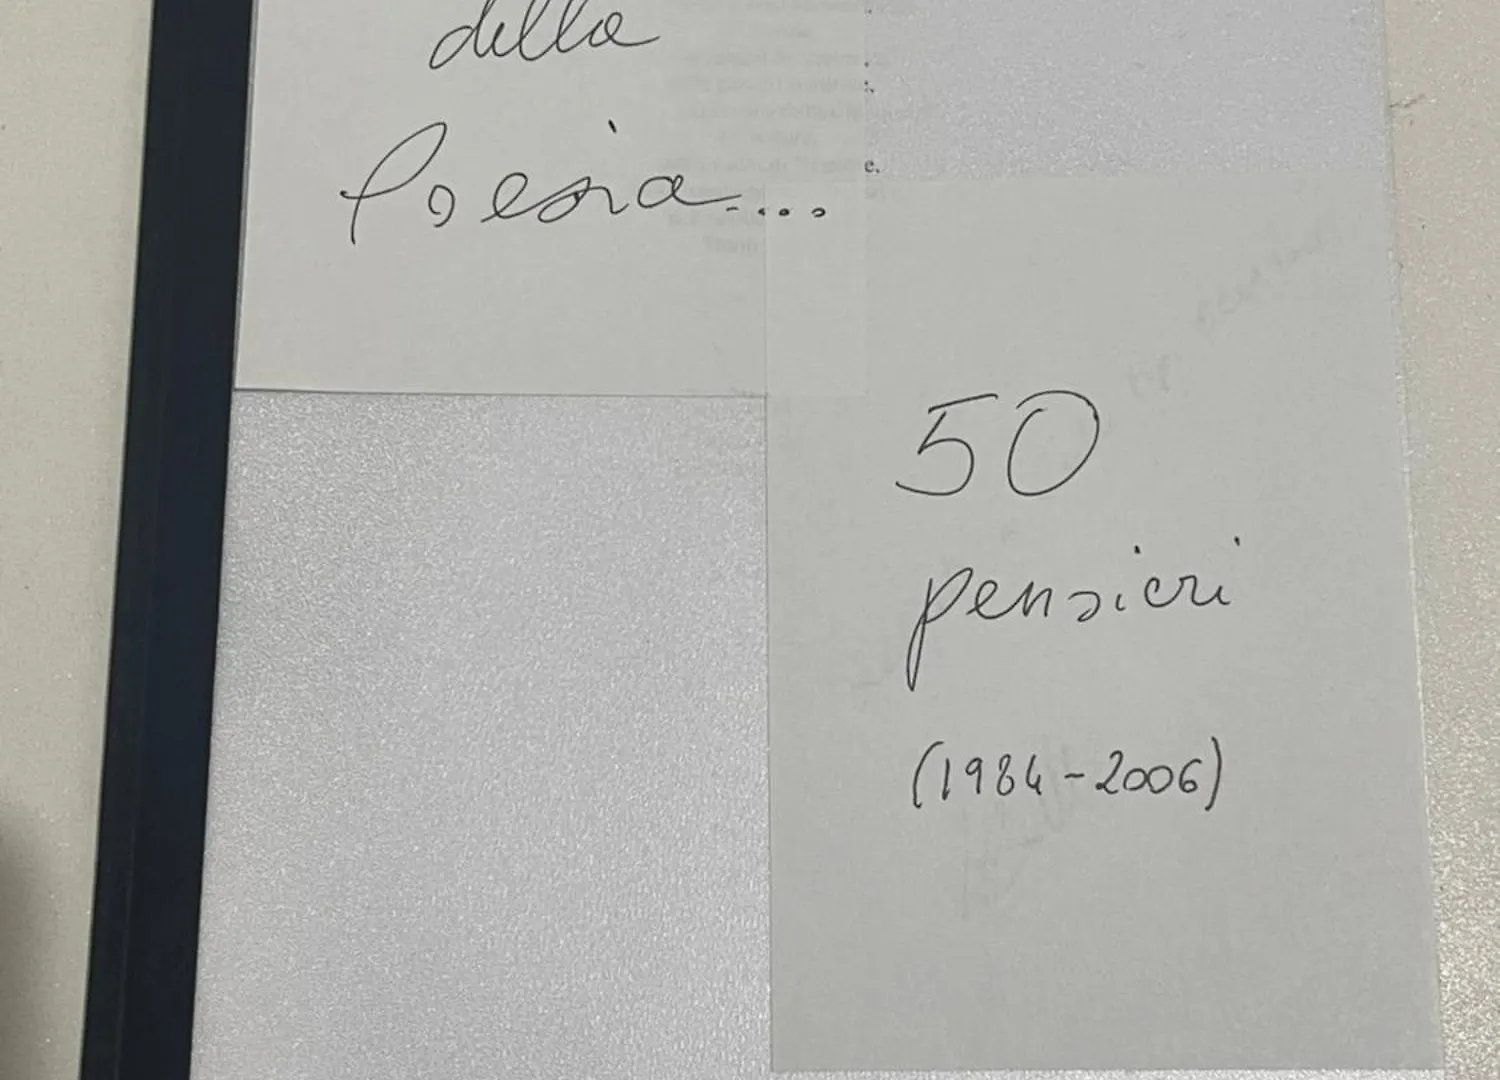 della
Poesia....
e.
50
pensieri
(1984-2006)